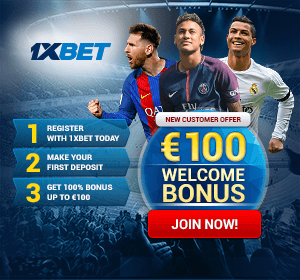 1XBET
1 REGISTER
WITH 1XBET TODAY
2 MAKE YOUR
FIRST DEPOSIT
3 GET 100% BONUS
UP TO €100
NEW CUSTOMER OFFER
€100
WELCOME
BONUS
JOIN NOW!